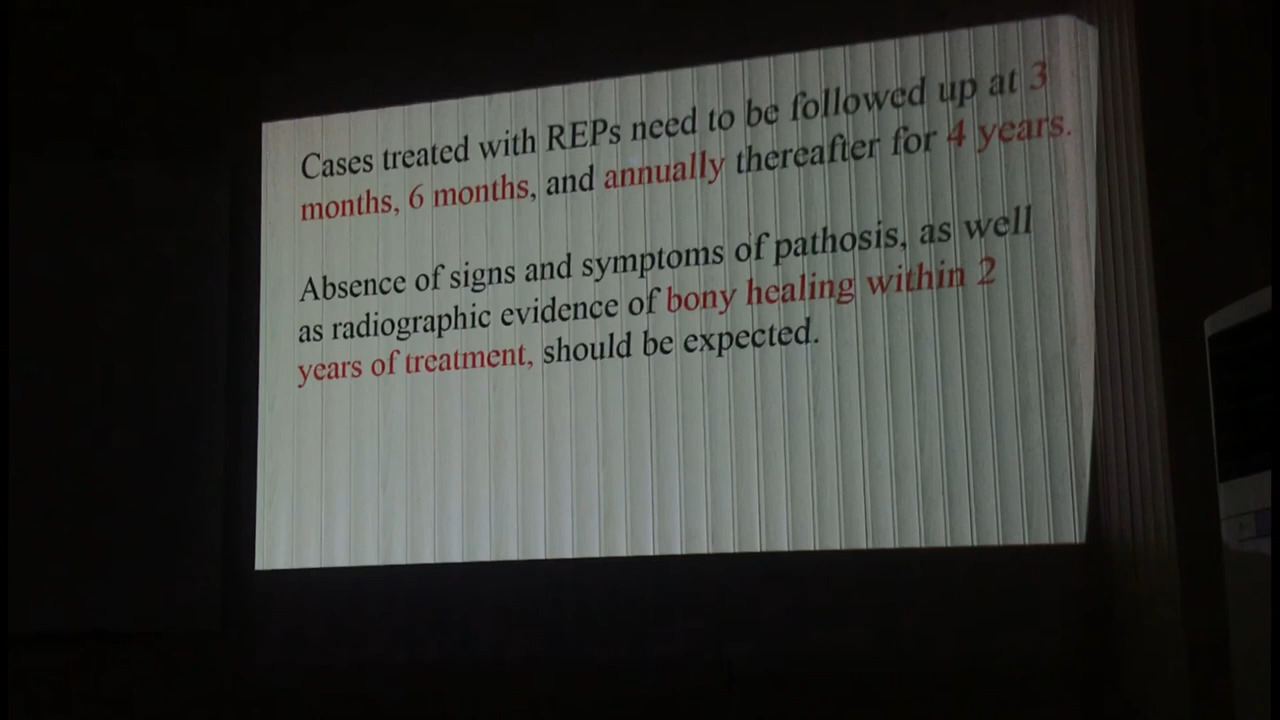 Cases treated with REPs need to be followed up at 3
months, 6 months, and annually thereafter for 4 years.
Absence of signs and symptoms of pathosis, as well
as radiographic evidence of bony healing within 2
years of treatment, should be expected.